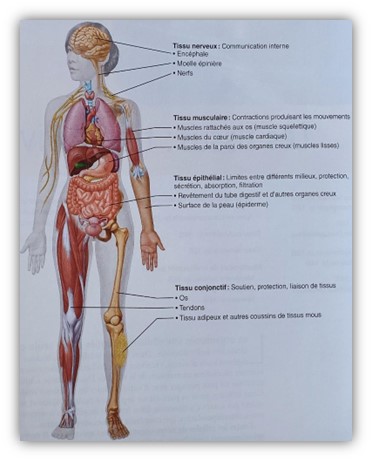 Tissu nerveux : Communication interne
• Encéphale
• Moelle épinière
• Nerfs
Tissu musculaire : Contractions produisant les mouvements
• Muscles rattachés aux os (muscle squelettique)
• Muscles du cœur (muscle cardiaque)
• Muscles de la paroi des organes creux (muscles lisses)
Tissu épithélial : Limites entre différents milieux, protection,
sécrétion, absorption, filtration
• Revêtement du tube digestif et d'autres organes creux
• Surface de la peau (épiderme)
Tissu conjonctif : Soutien, protection, liaison de tissus
• Os
• Tendons
• Tissu adipeux et autres coussins de tissus mous